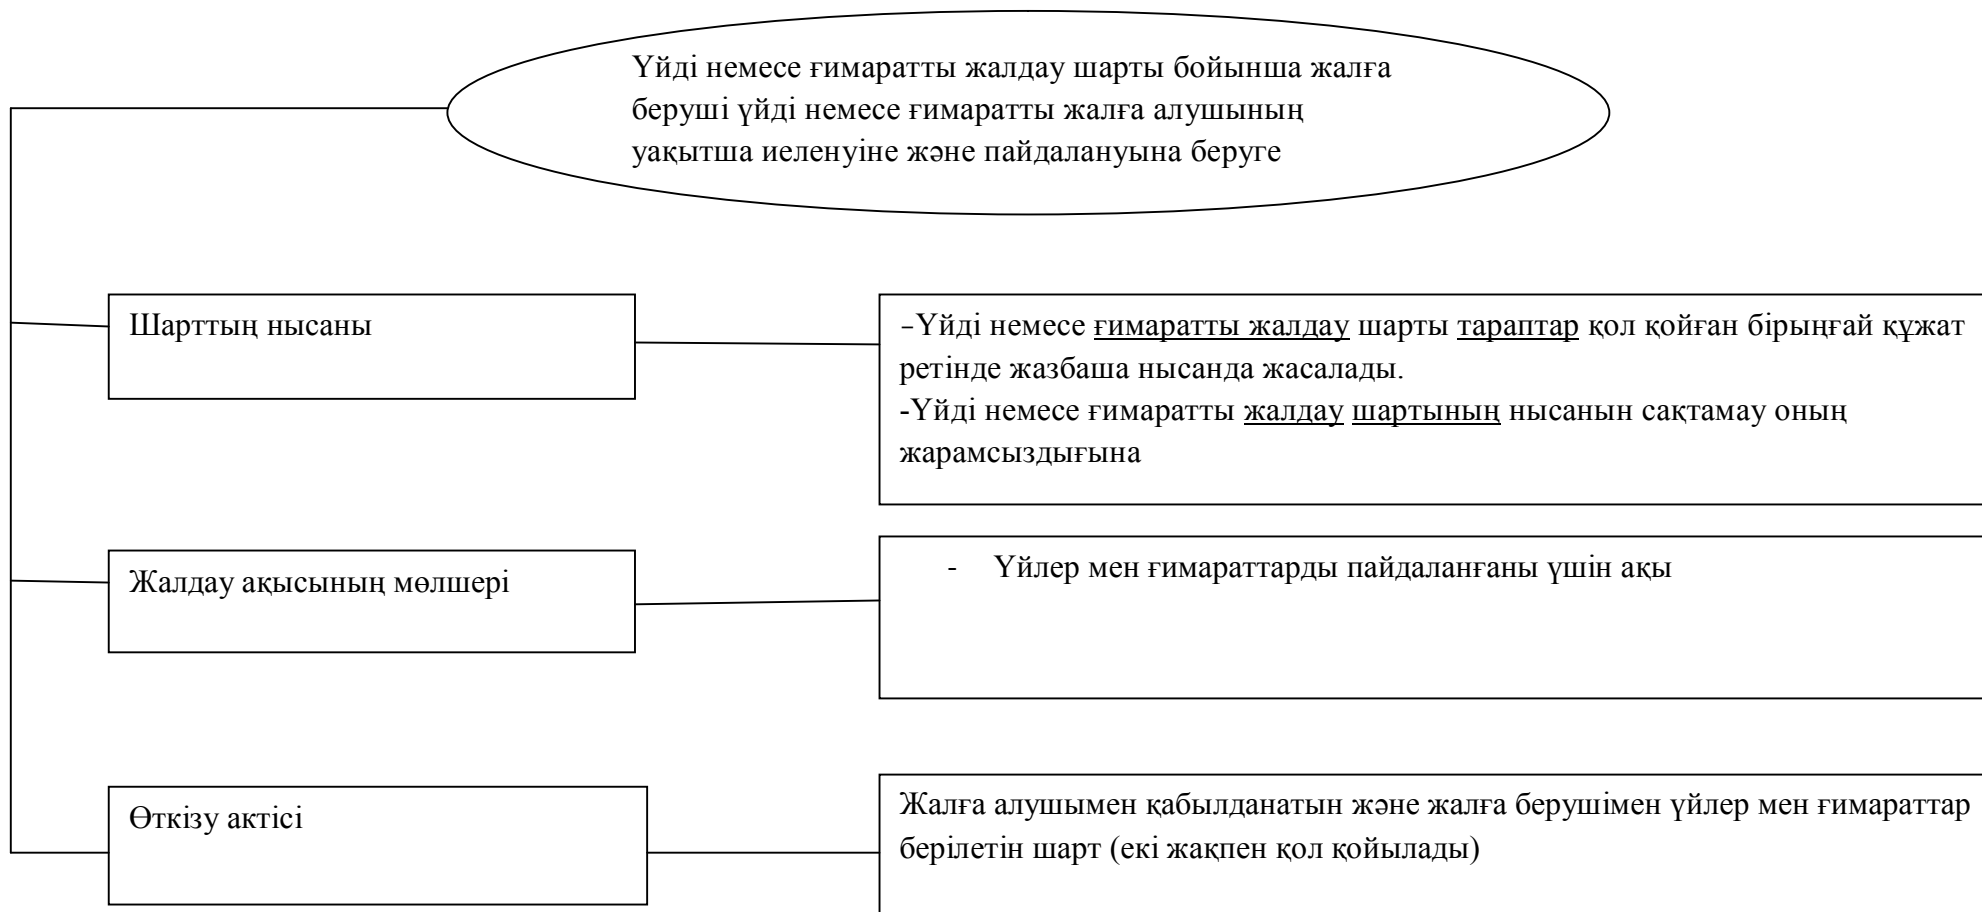 Үйді немесе ғимаратты жалдау шарты бойынша жалға
беруші үйді немесе ғимаратты жалға алушының
уақытша иеленуіне және пайдалануына беруге
Шарттың нысаны
–Үйді немесе ғимаратты жалдау шарты тараптар қол қойған бірыңғай құжат
ретінде жазбаша нысанда жасалады.
-Үйді немесе ғимаратты жалдау шартының нысанын сақтамау оның
жарамсыздығына
Жалдау ақысының мөлшері
- Үйлер мен ғимараттарды пайдаланғаны үшін ақы
Өткізу актісі
Жалға алушымен қабылданатын және жалға берушімен үйлер мен ғимараттар
берілетін шарт (екі жақпен қол қойылады)